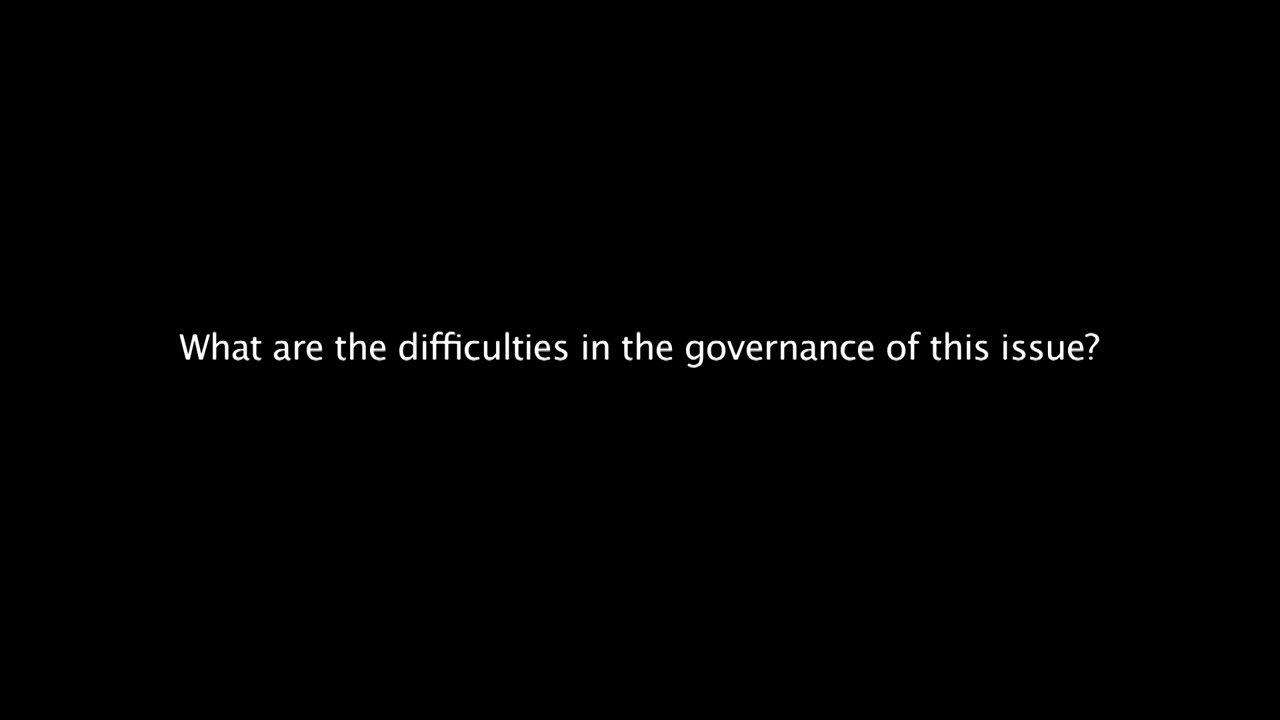 What are the difficulties in the governance of this issue?